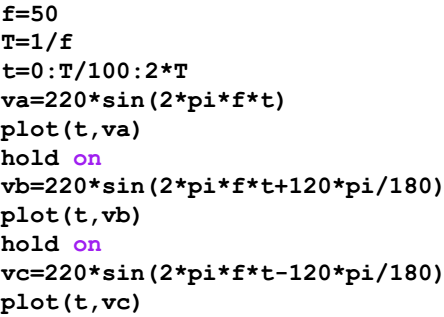 f=50
T=1/f
t=0:T/100:2*T
va=220*sin(2*pi*f*t)
plot(t,va)
hold on
vb=220*sin(2*pi*f*t+120*pi/180)
plot(t,vb)
hold on
vc=220*sin(2*pi*f*t-120*pi/180)
plot(t,vc)